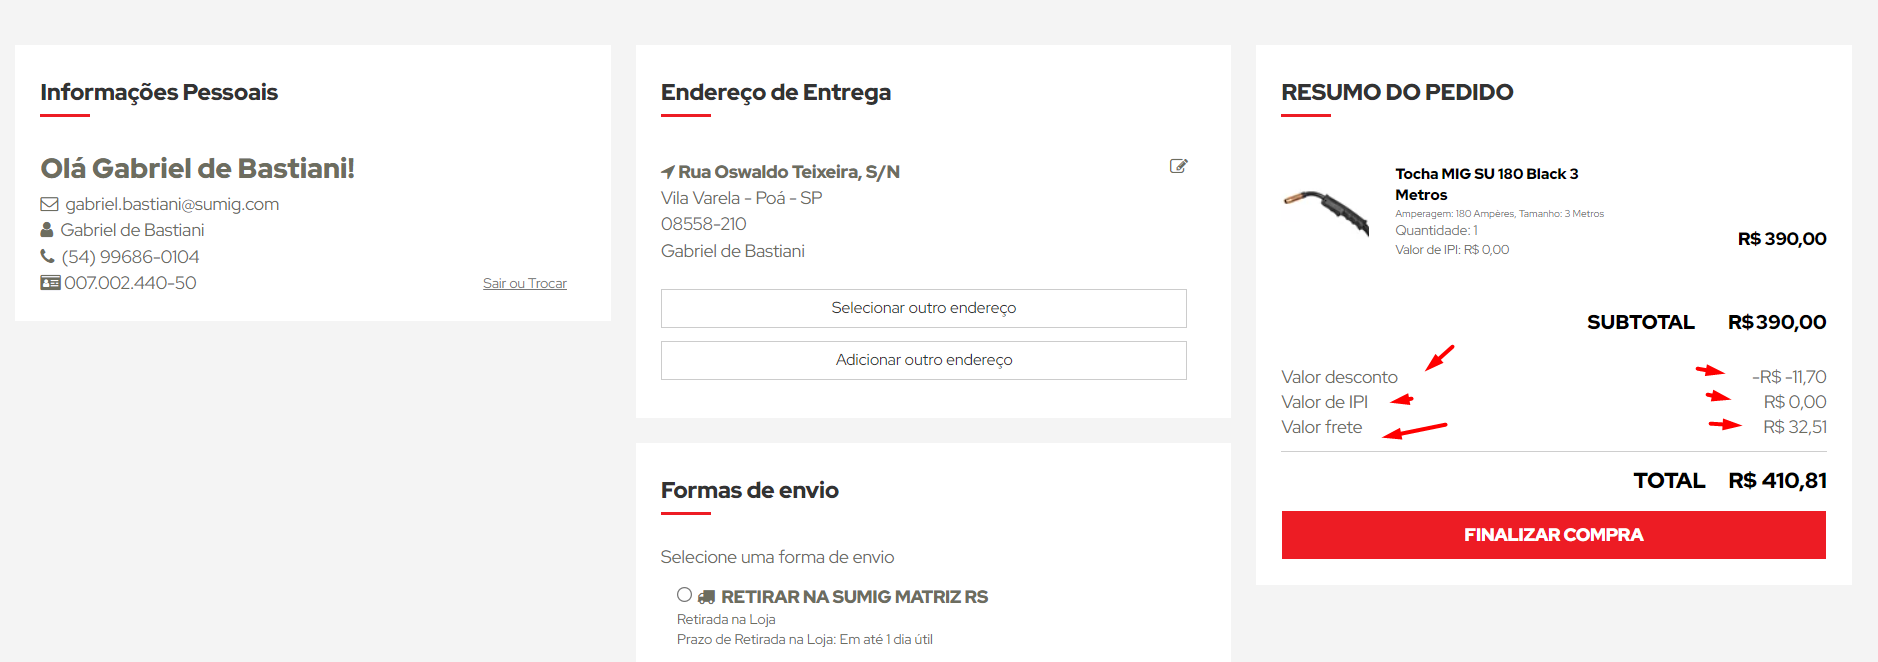 Informações Pessoais
Olá Gabriel de Bastiani!
gabriel.bastiani@sumig.com
Gabriel de Bastiani
(54) 99686-0104
007.002.440-50
Sair ou Trocar
Endereço de Entrega
Rua Oswaldo Teixeira, S/N
Vila Varela - Poá - SP
08558-210
Gabriel de Bastiani
Selecionar outro endereço
Adicionar outro endereço
Formas de envio
Selecione uma forma de envio
RETIRAR NA SUMIG MATRIZ RS
Retirada na Loja
Prazo de Retirada na Loja: Em até 1 dia útil
RESUMO DO PEDIDO
Tocha MIG SU 180 Black 3
Metros
Amperagem: 180 Ampères, Tamanho: 3 Metros
Quantidade: 1
Valor de IPI: R$ 0,00
R$ 390,00
SUBTOTAL R$ 390,00
Valor desconto -R$ -11,70
Valor de IPI R$ 0,00
Valor frete R$ 32,51
TOTAL R$ 410,81
FINALIZAR COMPRA